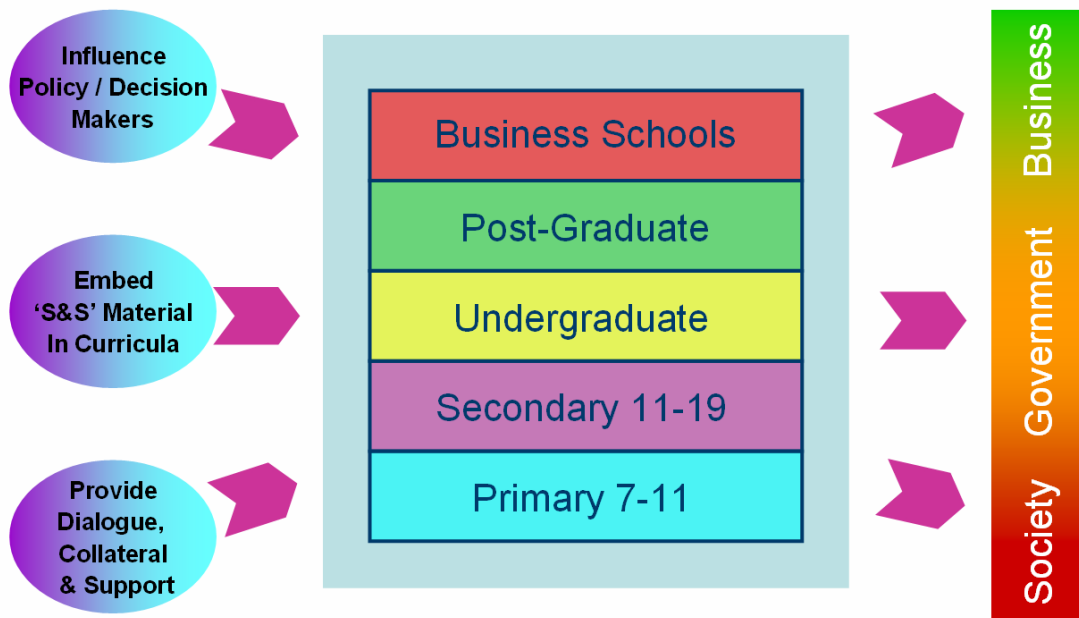 Influence
Policy / Decision
Makers
Embed
‘S&S’ Material
In Curricula
Provide
Dialogue,
Collateral
& Support
Business Schools
Post-Graduate
Undergraduate
Secondary 11-19
Primary 7-11
Business
Government
Society